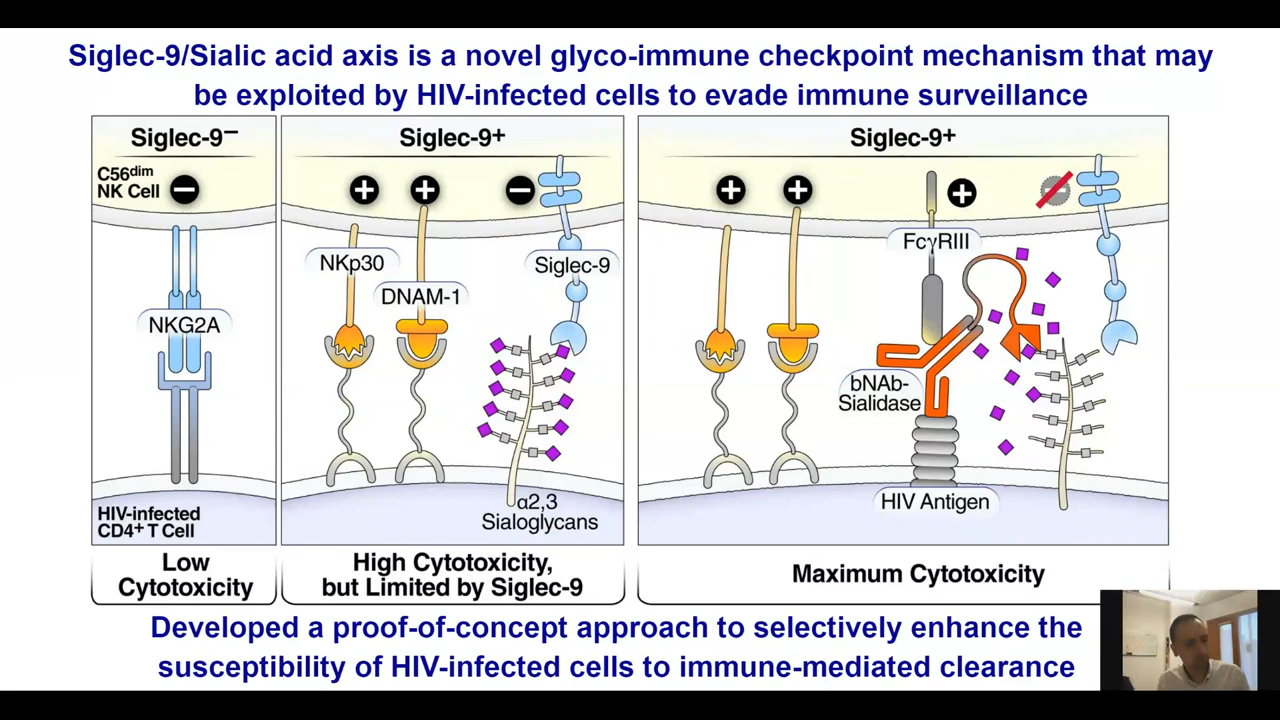 Siglec-9/Sialic acid axis is a novel glyco-immune checkpoint mechanism that may
be exploited by HIV-infected cells to evade immune surveillance
Siglec-9–
C56dim
NK Cell
NKG2A
HIV-infected
CD4+ T Cell
Low
Cytotoxicity
Siglec-9+
NKp30
DNAM-1
Siglec-9
α2,3
Sialoglycans
High Cytotoxicity,
but Limited by Siglec-9
Siglec-9+
FcγRIII
bNAb-
Sialidase
HIV Antigen
Maximum Cytotoxicity
Developed a proof-of-concept approach to selectively enhance the
susceptibility of HIV-infected cells to immune-mediated clearance